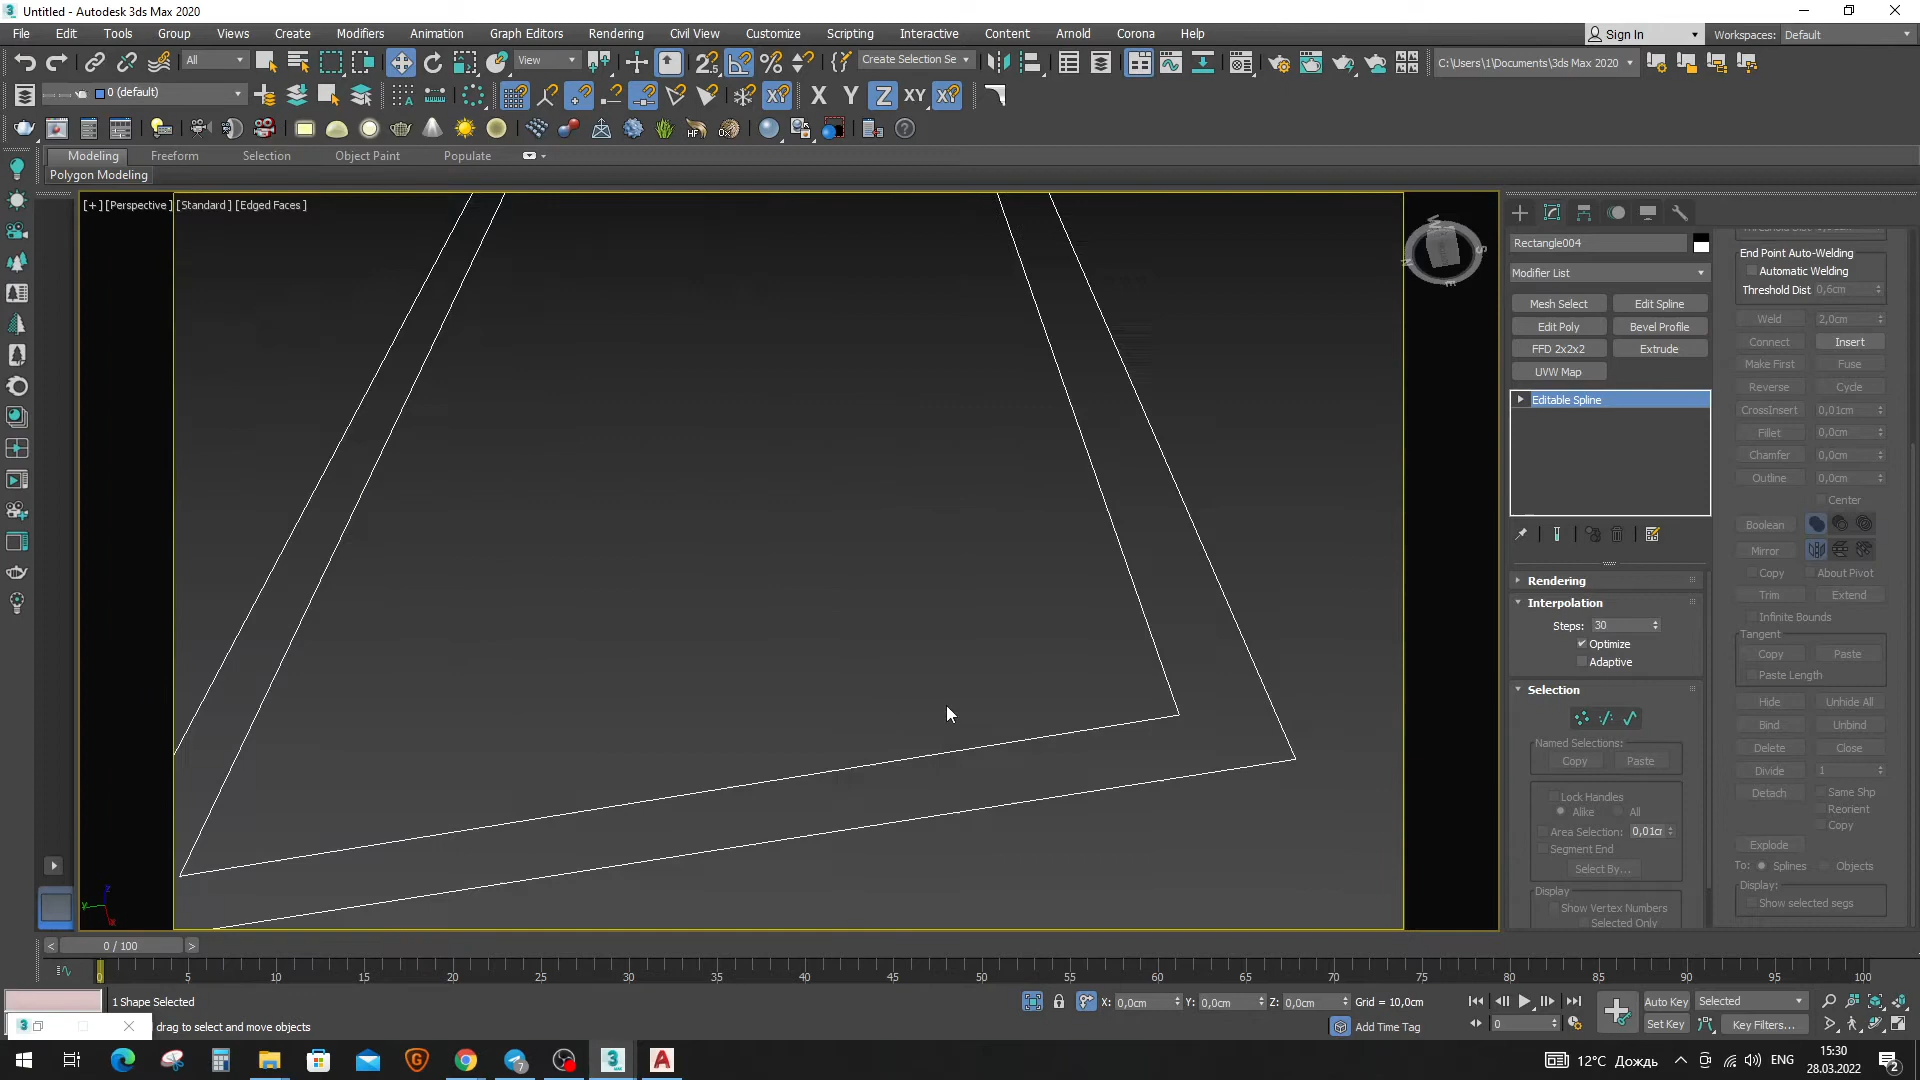 Untitled - Autodesk 3ds Max 2020
File Edit Tools Group Views Create Modifiers Animation Graph Editors Rendering Civil View Customize Scripting Interactive Content Arnold Corona Help
Sign In Workspaces: Default
All View Create Selection Se C:\Users\1\Documents\3ds Max 2020
0 (default) X Y Z XY
Modeling Freeform Selection Object Paint Populate
Polygon Modeling
[+] [Perspective] [Standard] [Edged Faces]
Rectangle004
Modifier List
Mesh Select Edit Spline
Edit Poly Bevel Profile
FFD 2x2x2 Extrude
UVW Map
Editable Spline
Rendering
Interpolation
Steps: 30
Optimize
Adaptive
Selection
Named Selections:
Copy Paste
Lock Handles
Alike All
Area Selection: 0,01cm
Segment End
Select By...
Display
Show Vertex Numbers
Selected Only
End Point Auto-Welding
Automatic Welding
Threshold Dist 0,6cm
Weld 2,0cm
Connect Insert
Make First Fuse
Reverse Cycle
CrossInsert 0,01cm
Fillet 0,0cm
Chamfer 0,0cm
Outline 0,0cm
Center
Boolean
Mirror
Copy About Pivot
Trim Extend
Infinite Bounds
Tangent
Copy Paste
Paste Length
Hide Unhide All
Bind Unbind
Delete Close
Divide 1
Detach Same Shp
Reorient
Copy
Explode
To: Splines Objects
Display:
Show selected segs
0 / 100
0 5 10 15 20 25 30 35 40 45 50 55 60 65 70 75 80 85 90 95 100
1 Shape Selected X: 0,0cm Y: 0,0cm Z: 0,0cm Grid = 10,0cm Auto Key Selected
drag to select and move objects Add Time Tag 0 Set Key Key Filters...
12°C Дождь ENG 15:30
28.03.2022